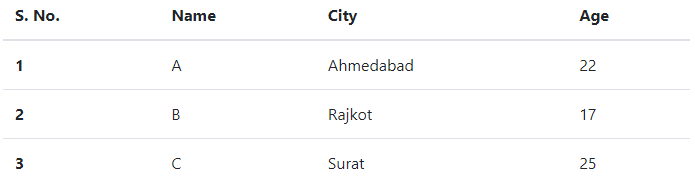 S. No. Name City Age
1 A Ahmedabad 22
2 B Rajkot 17
3 C Surat 25